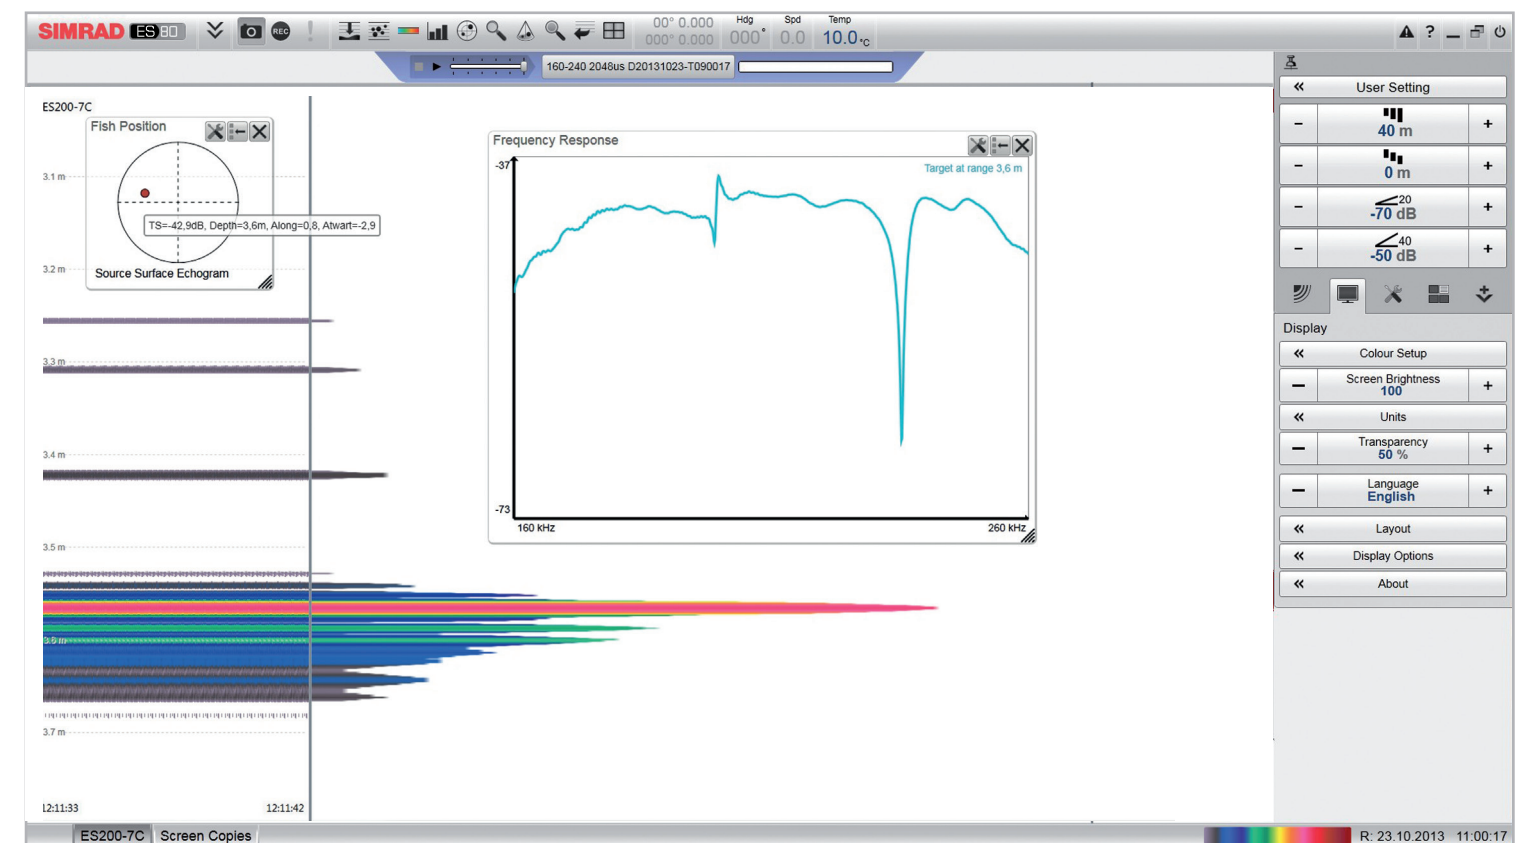 SIMRAD ES80
REC
00° 0.000
000° 0.000
Hdg
000°
Spd
0.0
Temp
10.0°C
160-240 2048us D20131023-T090017
ES200-7C
Fish Position
TS=-42,9dB, Depth=3,6m, Along=0,8, Atwart=-2,9
Source Surface Echogram
3.1 m
3.2 m
3.3 m
3.4 m
3.5 m
3.6 m
3.7 m
12:11:33
12:11:42
Frequency Response
Target at range 3,6 m
-37
-73
160 kHz
260 kHz
User Setting
- 40 m +
- 0 m +
20
- -70 dB +
40
- -50 dB +
Display
Colour Setup
Screen Brightness
- 100 +
Units
Transparency
- 50 % +
Language
- English +
Layout
Display Options
About
ES200-7C Screen Copies
R: 23.10.2013 11:00:17